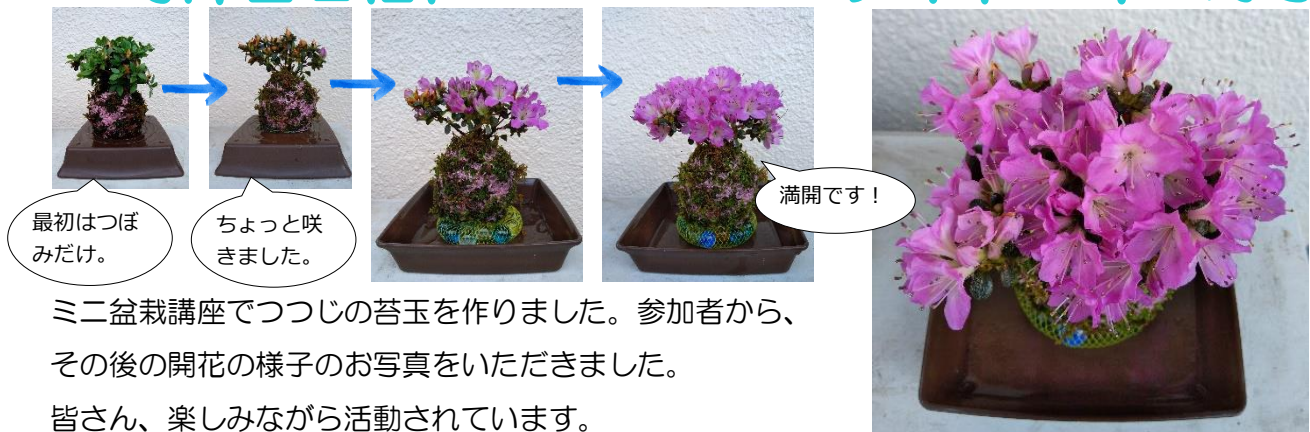 最初はつぼ
みだけ。
ちょっと咲
きました。
満開です！
ミニ盆栽講座でつつじの苔玉を作りました。参加者から、
その後の開花の様子のお写真をいただきました。
皆さん、楽しみながら活動されています。